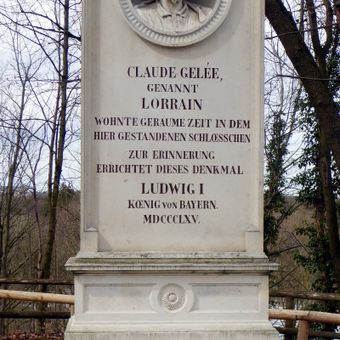 CLAUDE GELÉE,
GENANNT
LORRAIN
WOHNTE GERAUME ZEIT IN DEM
HIER GESTANDENEN SCHLŒSSCHEN
ZUR ERINNERUNG
ERRICHTET DIESES DENKMAL
LUDWIG I
KŒNIG von BAYERN.
MDCCCLXV.